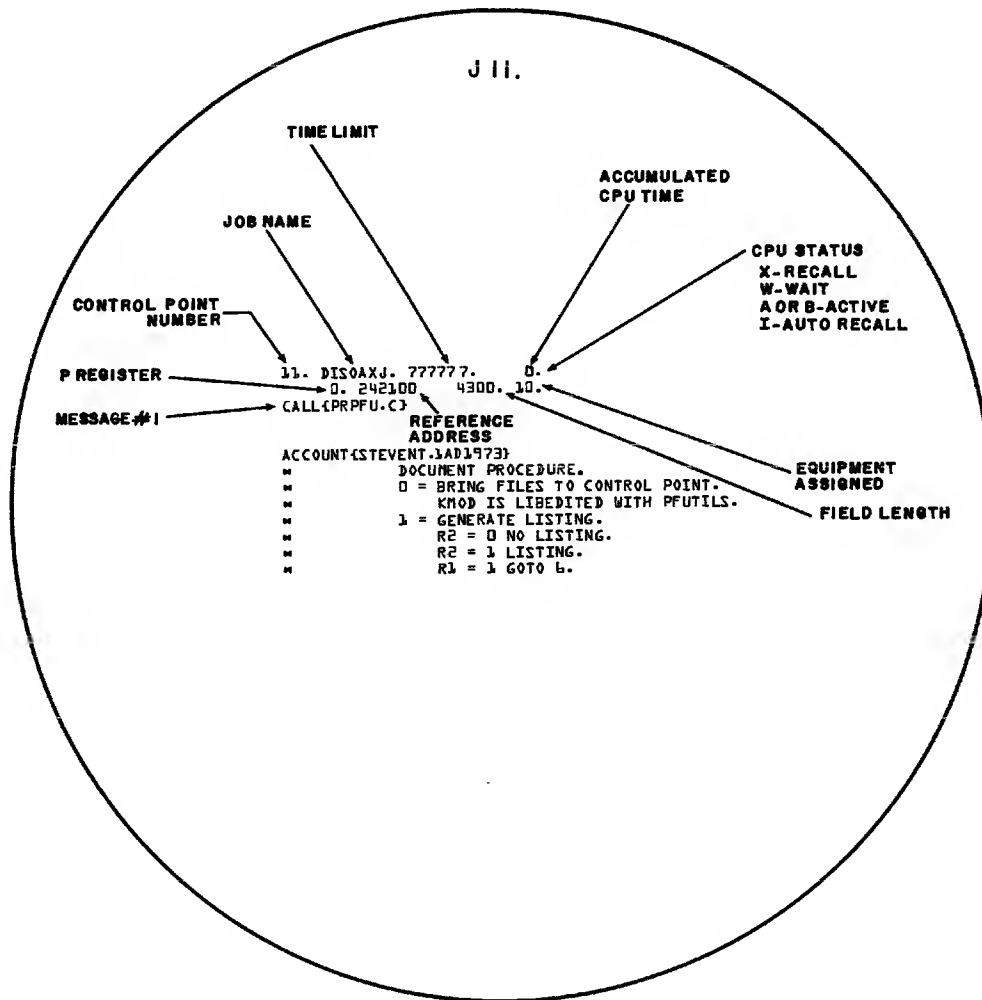 J 11.
TIME LIMIT
ACCUMULATED
CPU TIME
JOB NAME
CPU STATUS
X-RECALL
W-WAIT
A OR B-ACTIVE
I-AUTO RECALL
CONTROL POINT
NUMBER
11. DISOAXJ. 777777. 0.
P REGISTER
0. 242100 4300. 10.
MESSAGE #1
CALL{PRPFU.C}
REFERENCE
ADDRESS
ACCOUNT{STEVENT.1AD1973}
* DOCUMENT PROCEDURE.
* 0 = BRING FILES TO CONTROL POINT.
* KMOD IS LIBEDITED WITH PFUTILS.
* 1 = GENERATE LISTING.
* R2 = 0 NO LISTING.
* R2 = 1 LISTING.
* R1 = 1 GOTO 6.
EQUIPMENT
ASSIGNED
FIELD LENGTH